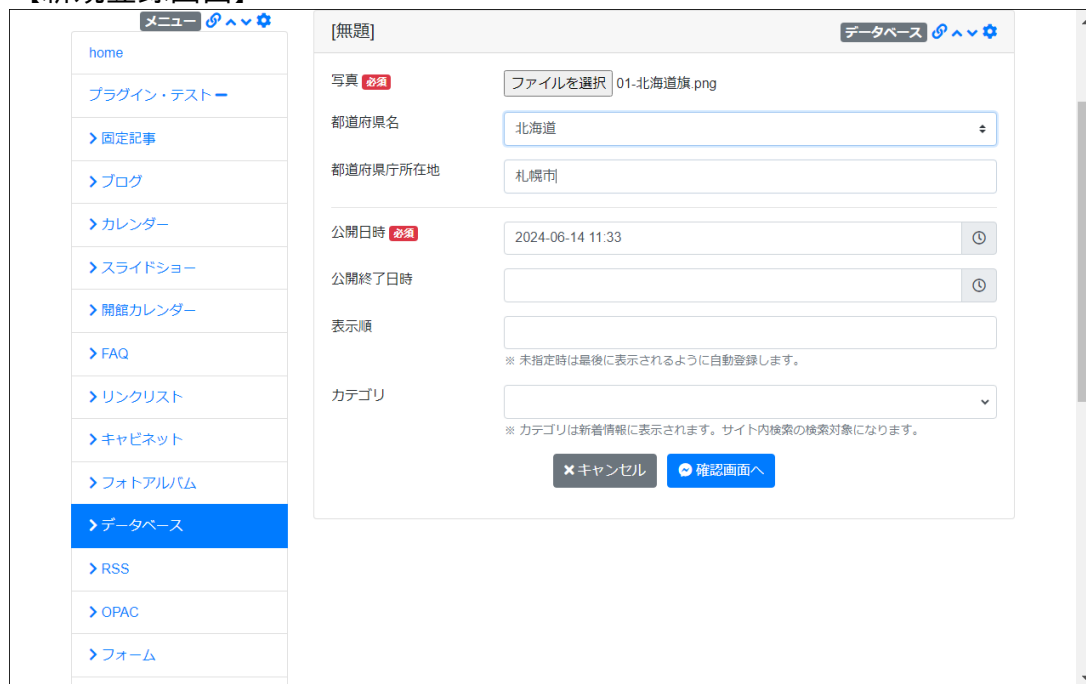 メニュー
home
プラグイン・テスト
固定記事
ブログ
カレンダー
スライドショー
開館カレンダー
FAQ
リンクリスト
キャビネット
フォトアルバム
データベース
RSS
OPAC
フォーム
[無題] データベース
写真 必須 ファイルを選択 01-北海道旗.png
都道府県名 北海道
都道府県庁所在地 札幌市
公開日時 必須 2024-06-14 11:33
公開終了日時
表示順
※ 未指定時は最後に表示されるように自動登録します。
カテゴリ
※ カテゴリは新着情報に表示されます。サイト内検索の検索対象になります。
キャンセル 確認画面へ